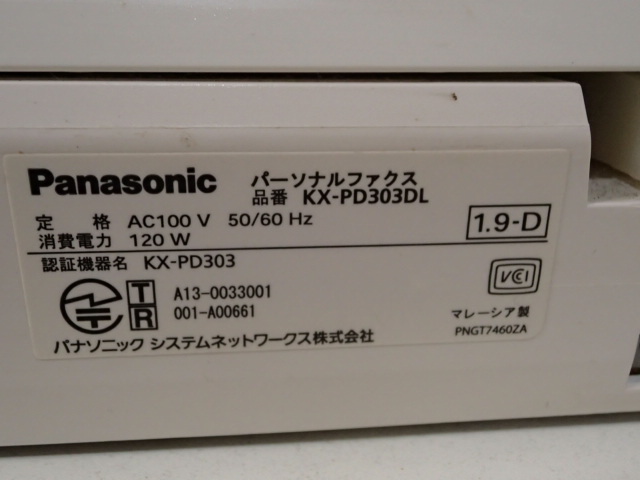 Panasonic パーソナルファクス
品番 KX-PD303DL
定 格 AC100 V 50/60 Hz
消費電力 120 W
1.9-D
認証機器名 KX-PD303
T A13-0033001
R 001-A00661
VCI
マレーシア製
PNGT7460ZA
パナソニック システムネットワークス株式会社